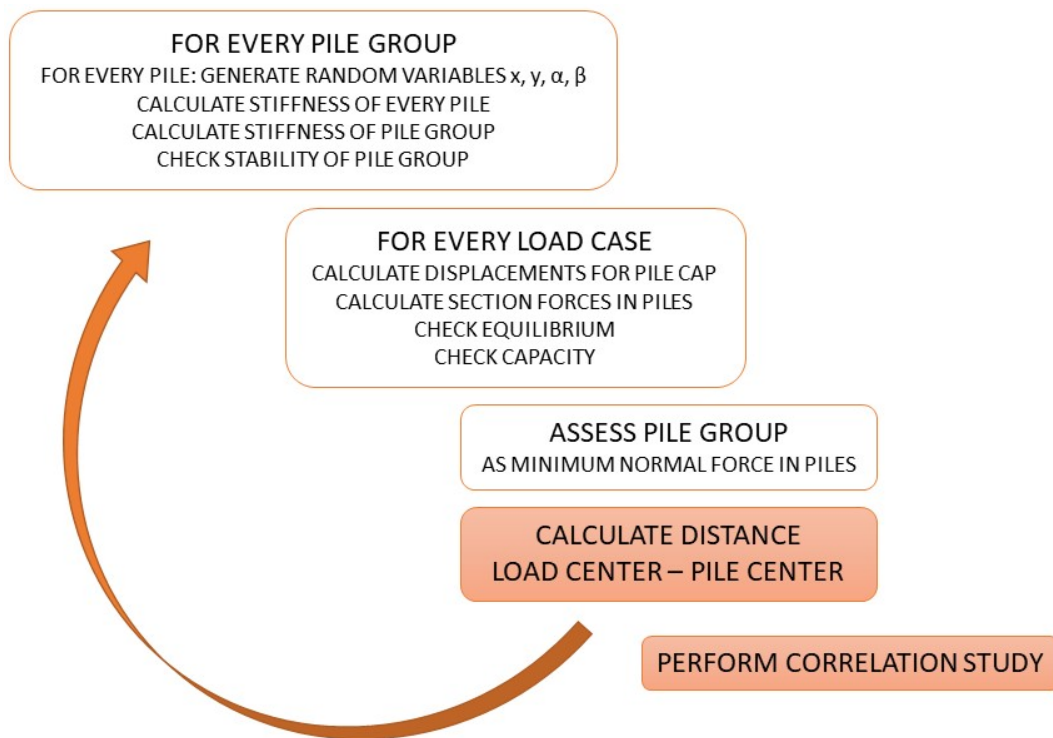 FOR EVERY PILE GROUP
FOR EVERY PILE: GENERATE RANDOM VARIABLES x, y, α, β
CALCULATE STIFFNESS OF EVERY PILE
CALCULATE STIFFNESS OF PILE GROUP
CHECK STABILITY OF PILE GROUP
FOR EVERY LOAD CASE
CALCULATE DISPLACEMENTS FOR PILE CAP
CALCULATE SECTION FORCES IN PILES
CHECK EQUILIBRIUM
CHECK CAPACITY
ASSESS PILE GROUP
AS MINIMUM NORMAL FORCE IN PILES
CALCULATE DISTANCE
LOAD CENTER – PILE CENTER
PERFORM CORRELATION STUDY